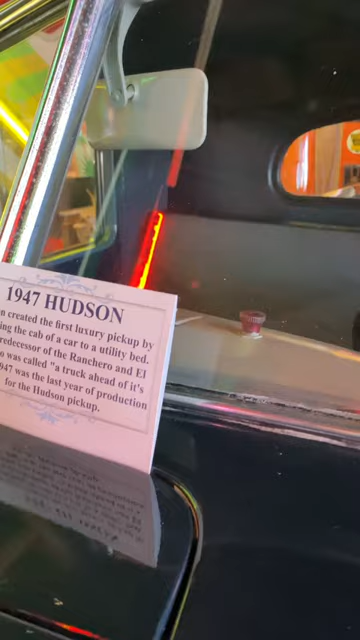 1947 HUDSON
n created the first luxury pickup by
ing the cab of a car to a utility bed.
redecessor of the Ranchero and El
o was called "a truck ahead of it's
947 was the last year of production
for the Hudson pickup.